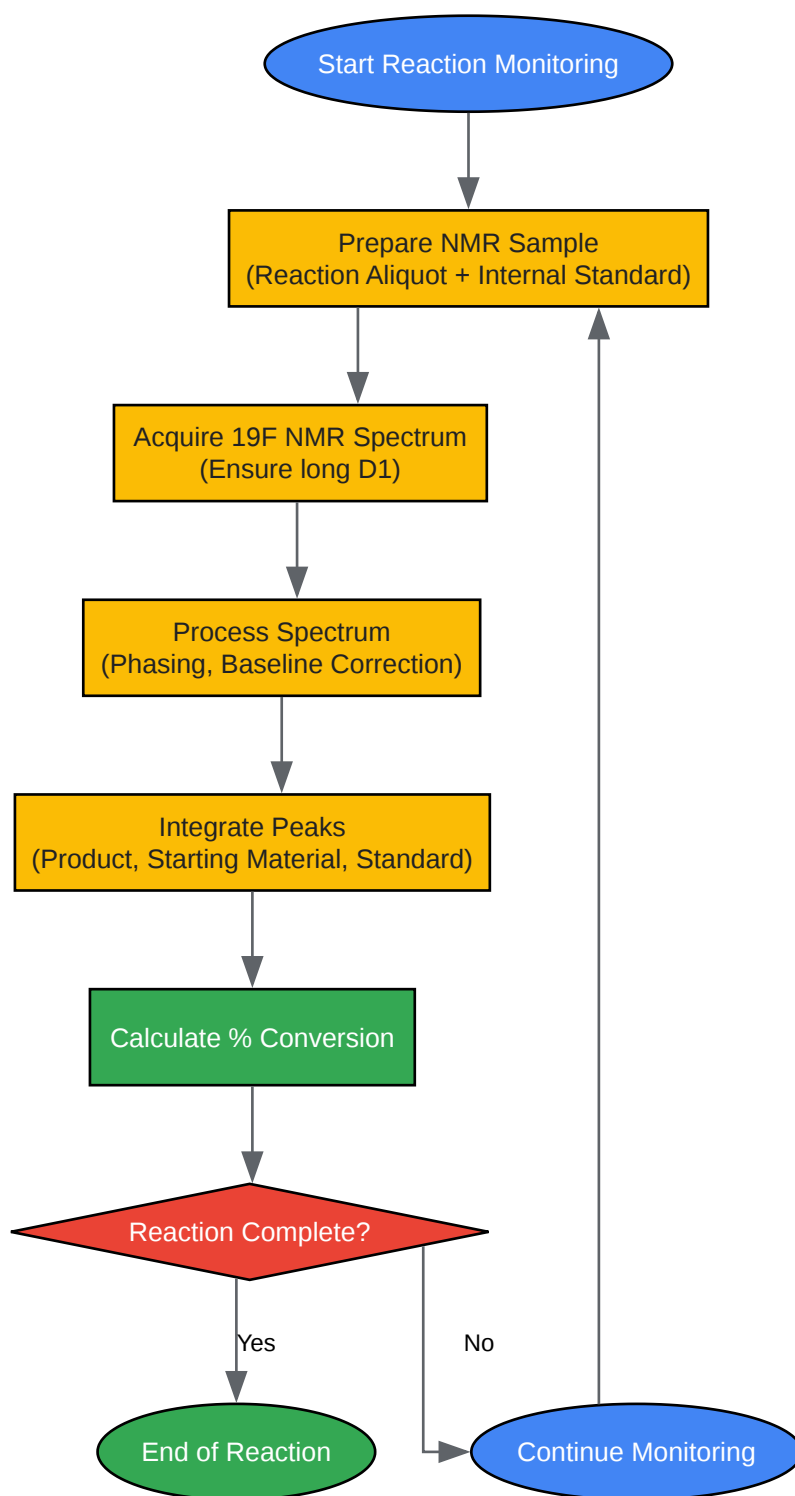 Start Reaction Monitoring
Prepare NMR Sample
(Reaction Aliquot + Internal Standard)
Acquire 19F NMR Spectrum
(Ensure long D1)
Process Spectrum
(Phasing, Baseline Correction)
Integrate Peaks
(Product, Starting Material, Standard)
Calculate % Conversion
Reaction Complete?
Yes
No
End of Reaction
Continue Monitoring